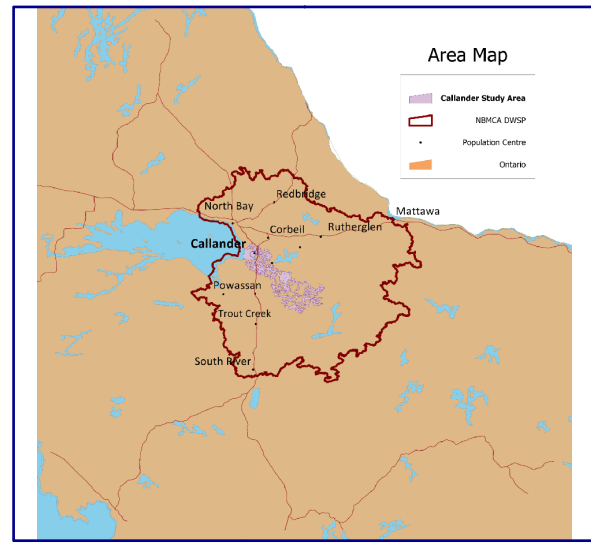 Area Map
Callander Study Area
NBMCA DWSP
Population Centre
Ontario
Redbridge
North Bay
Mattawa
Rutherglen
Corbeil
Callander
Powassan
Trout Creek
South River